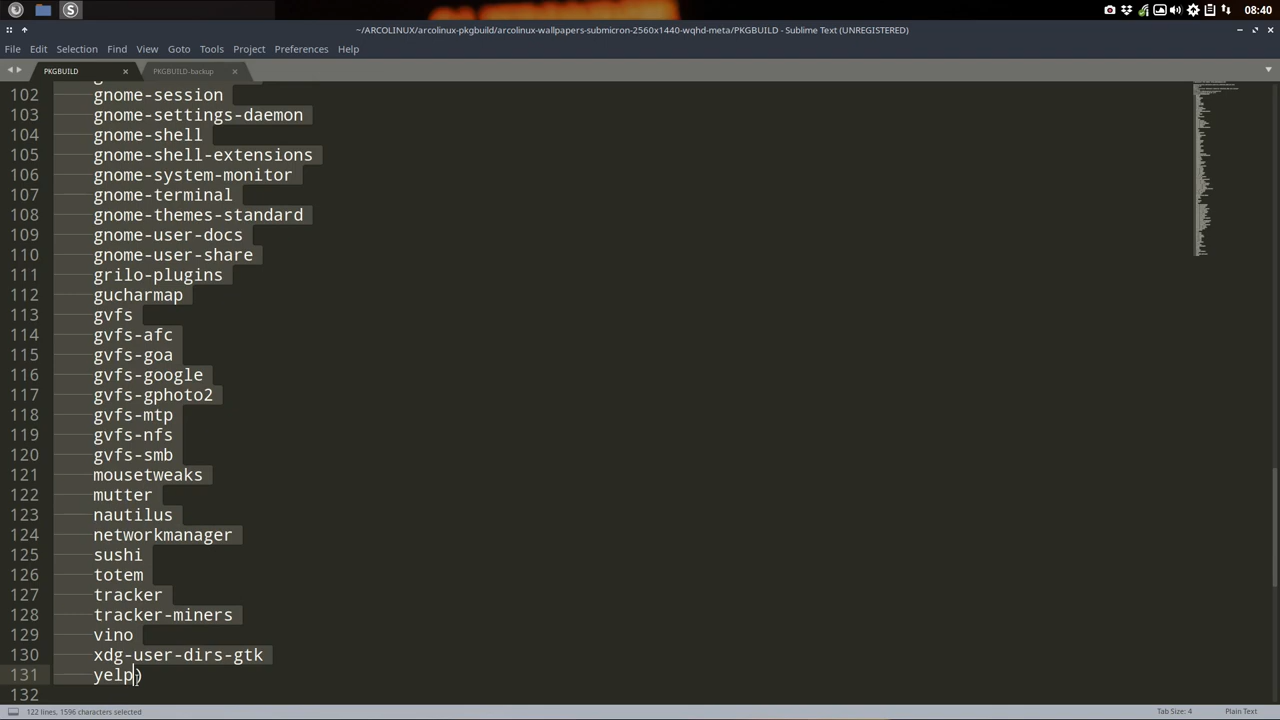 08:40
~/ARCOLINUX/arcolinux-pkgbuild/arcolinux-wallpapers-submicron-2560x1440-wqhd-meta/PKGBUILD - Sublime Text (UNREGISTERED)
File Edit Selection Find View Goto Tools Project Preferences Help
PKGBUILD PKGBUILD-backup
102 gnome-session
103 gnome-settings-daemon
104 gnome-shell
105 gnome-shell-extensions
106 gnome-system-monitor
107 gnome-terminal
108 gnome-themes-standard
109 gnome-user-docs
110 gnome-user-share
111 grilo-plugins
112 gucharmap
113 gvfs
114 gvfs-afc
115 gvfs-goa
116 gvfs-google
117 gvfs-gphoto2
118 gvfs-mtp
119 gvfs-nfs
120 gvfs-smb
121 mousetweaks
122 mutter
123 nautilus
124 networkmanager
125 sushi
126 totem
127 tracker
128 tracker-miners
129 vino
130 xdg-user-dirs-gtk
131 yelp)
132
122 lines, 1596 characters selected Tab Size: 4 Plain Text